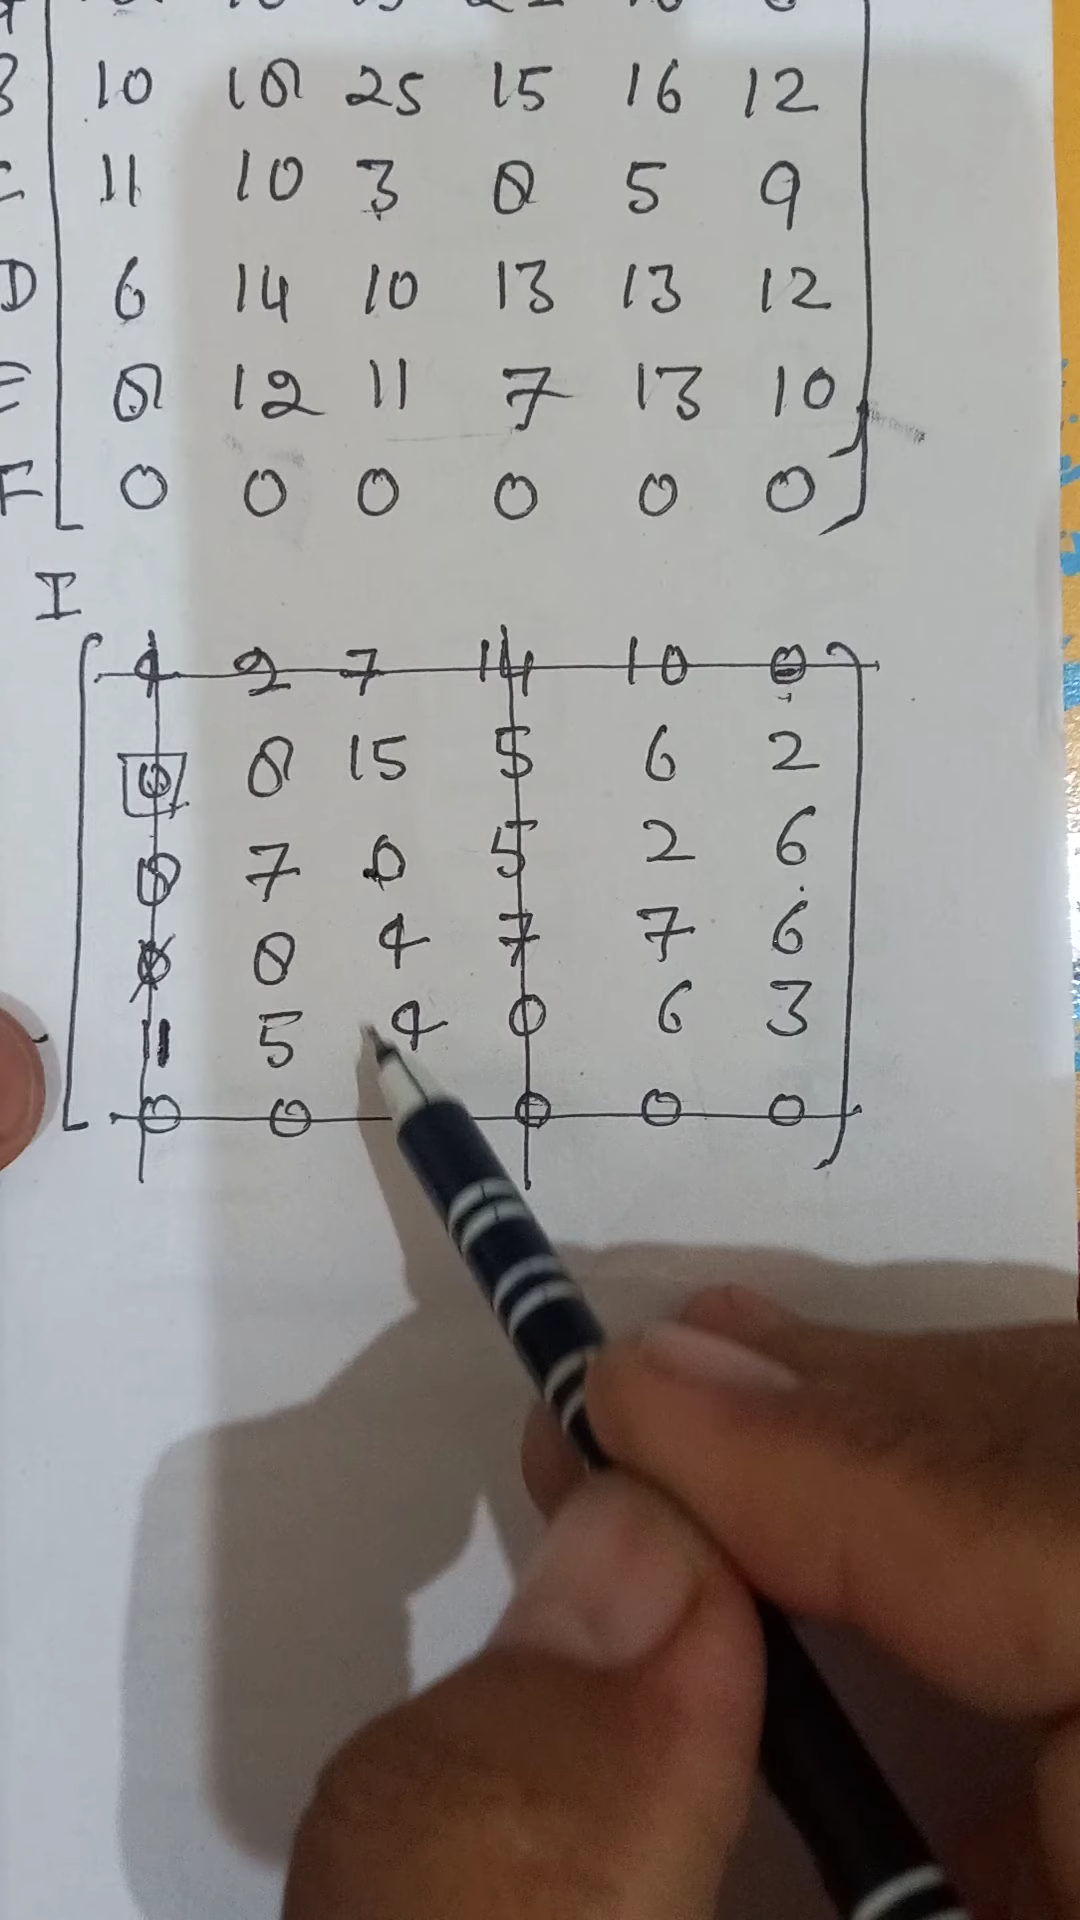 B 10 18 25 15 16 12
C 11 10 3 8 5 9
D 6 14 10 13 13 12
E 8 12 11 7 13 10
F 0 0 0 0 0 0
I
4 2 7 14 10 0
0 8 15 5 6 2
8 7 0 5 2 6
0 8 4 7 7 6
1 5 4 0 6 3
0 0 0 0 0